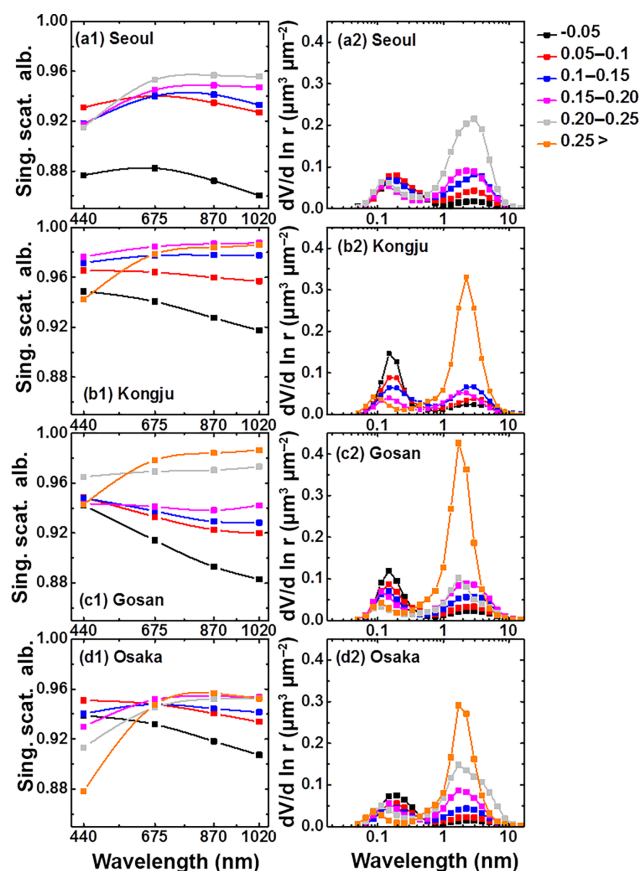 (a1) Seoul
(a2) Seoul
(b1) Kongju
(b2) Kongju
(c1) Gosan
(c2) Gosan
(d1) Osaka
(d2) Osaka
-0.05
0.05–0.1
0.1–0.15
0.15–0.20
0.20–0.25
0.25 >
Sing. scat. alb.
1.00
0.96
0.92
0.88
440 675 870 1020
dV/d ln r (μm³ μm⁻²)
0.4
0.3
0.2
0.1
0.0
0.1 1 10
Sing. scat. alb.
1.00
0.96
0.92
0.88
440 675 870 1020
dV/d ln r (μm³ μm⁻²)
0.4
0.3
0.2
0.1
0.0
0.1 1 10
Sing. scat. alb.
1.00
0.96
0.92
0.88
440 675 870 1020
dV/d ln r (μm³ μm⁻²)
0.4
0.3
0.2
0.1
0.0
0.1 1 10
Sing. scat. alb.
1.00
0.96
0.92
0.88
440 675 870 1020
Wavelength (nm)
dV/d ln r (μm³ μm⁻²)
0.4
0.3
0.2
0.1
0.0
0.1 1 10
Wavelength (nm)